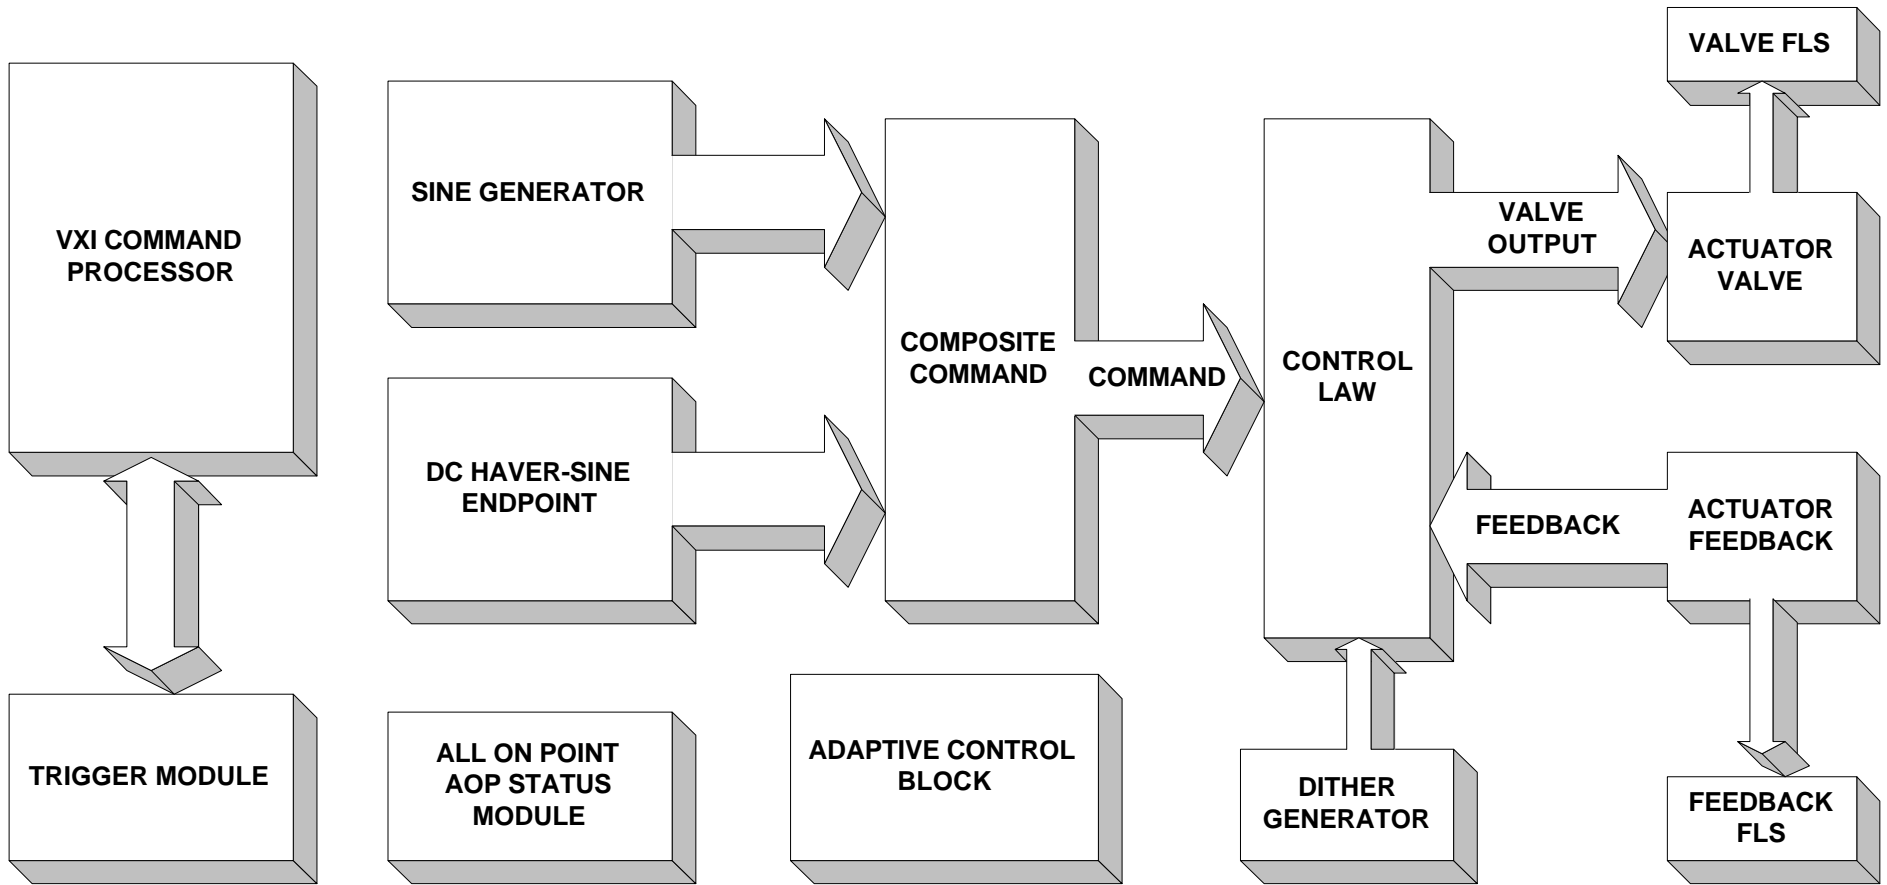 VALVE FLS
VXI COMMAND
PROCESSOR
SINE GENERATOR
DC HAVER-SINE
ENDPOINT
COMPOSITE
COMMAND
COMMAND
CONTROL
LAW
VALVE
OUTPUT
ACTUATOR
VALVE
FEEDBACK
ACTUATOR
FEEDBACK
TRIGGER MODULE
ALL ON POINT
AOP STATUS
MODULE
ADAPTIVE CONTROL
BLOCK
DITHER
GENERATOR
FEEDBACK
FLS